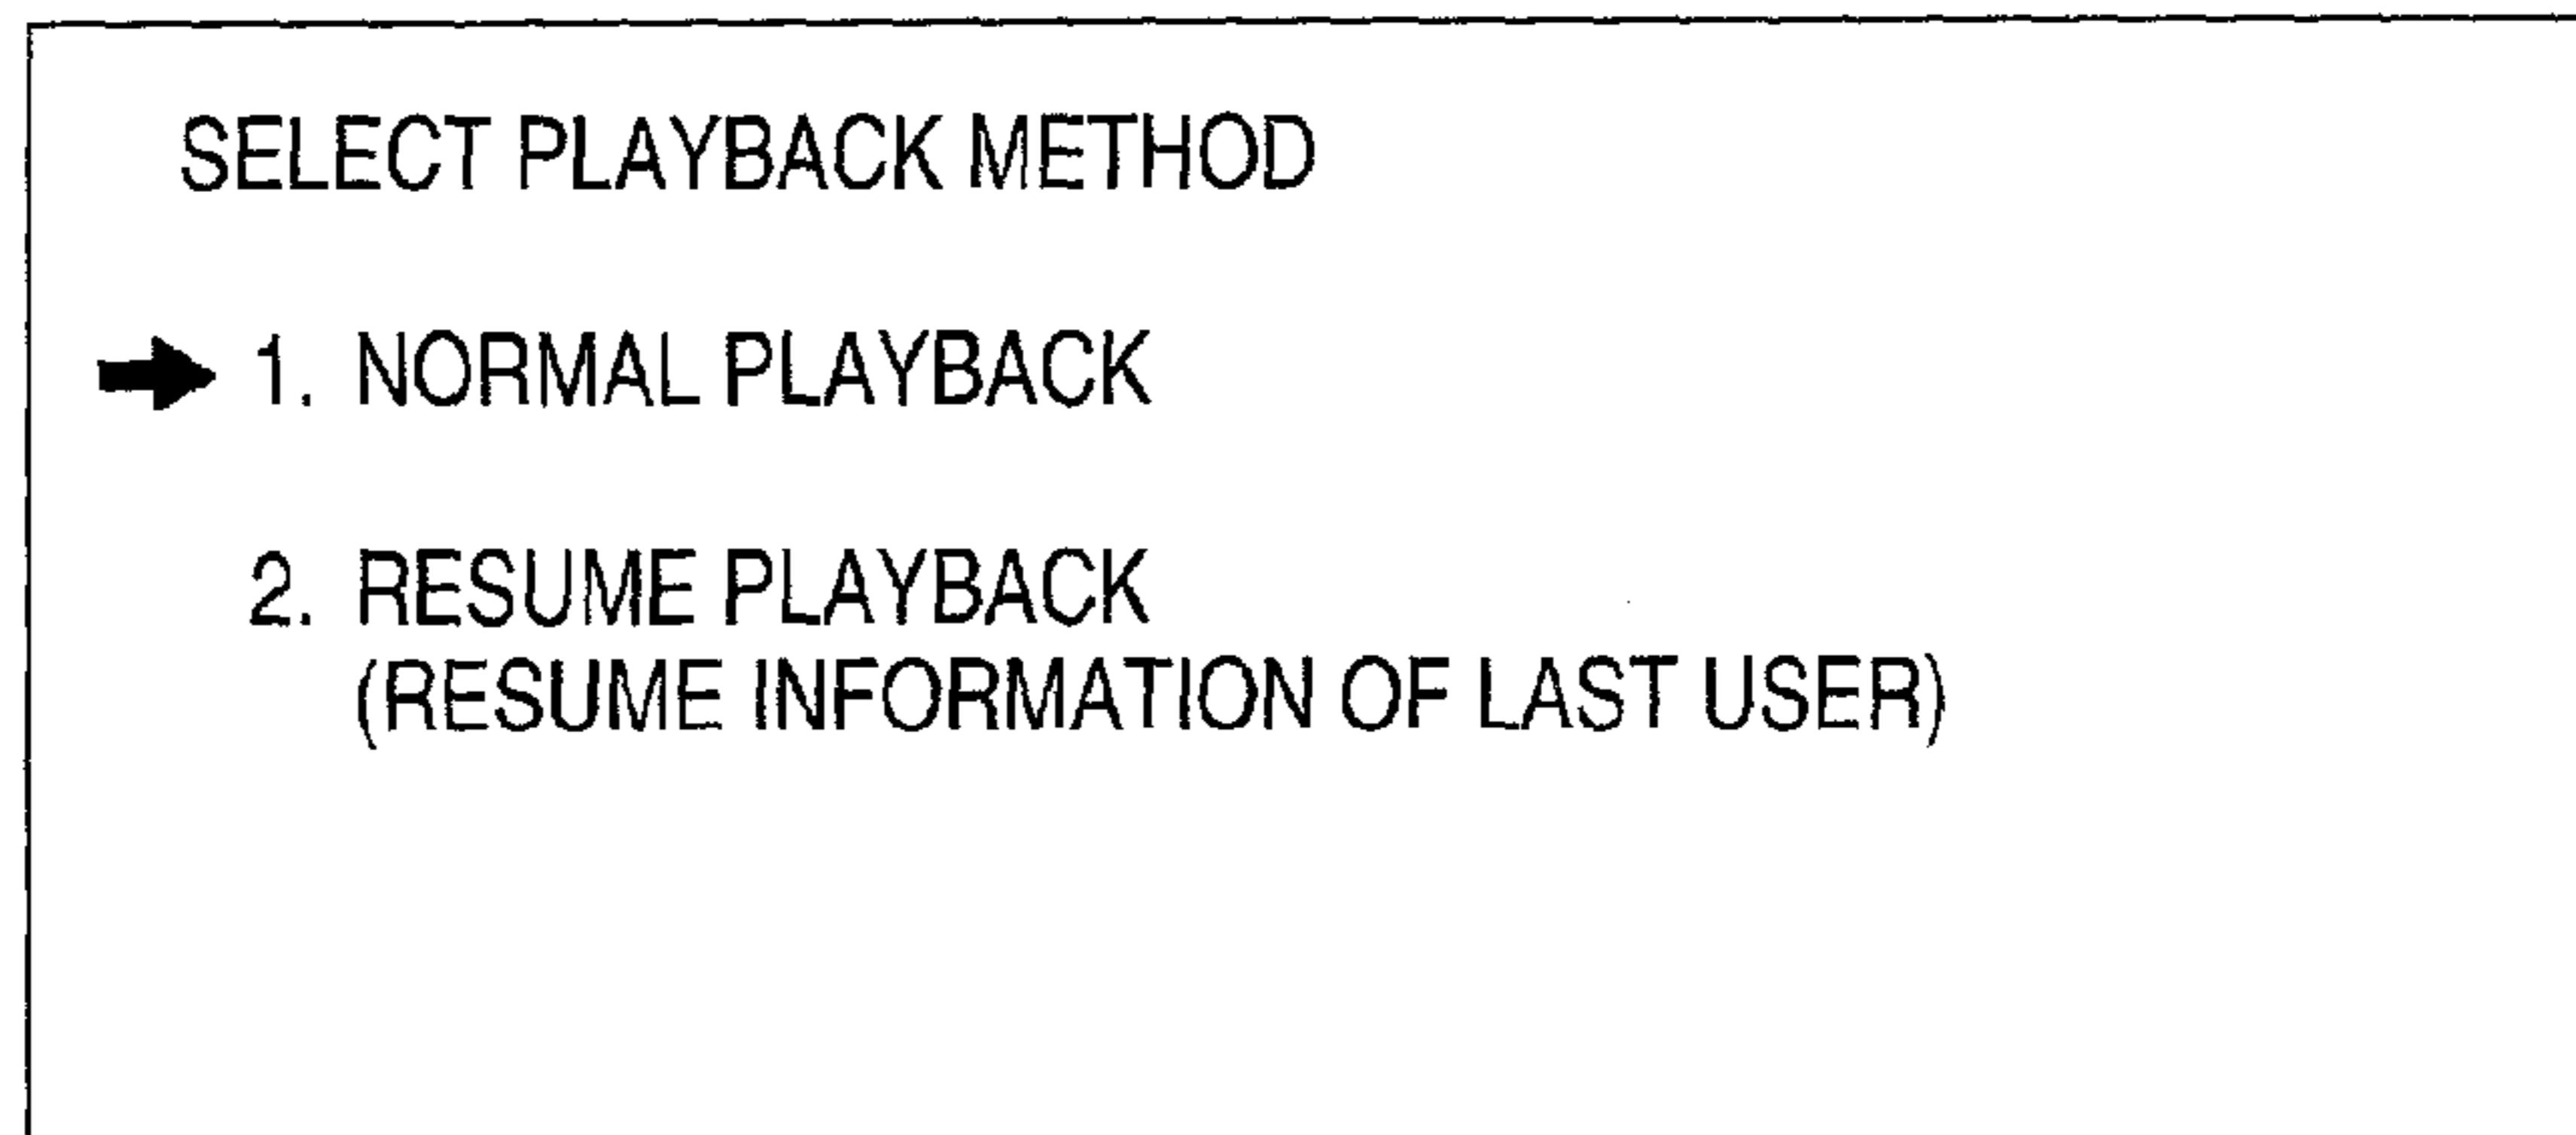 SELECT PLAYBACK METHOD
1. NORMAL PLAYBACK
2. RESUME PLAYBACK
(RESUME INFORMATION OF LAST USER)